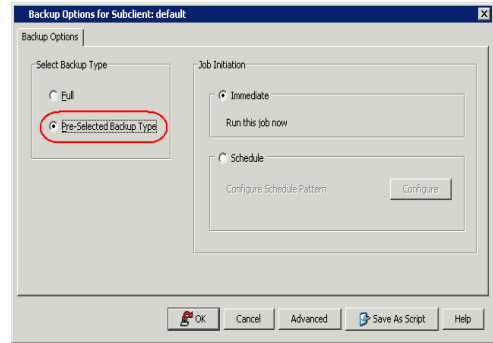 Backup Options for Subclient: default
Backup Options
Select Backup Type
Full
Pre-Selected Backup Type
Job Initiation
Immediate
Run this job now
Schedule
Configure Schedule Pattern
Configure
OK
Cancel
Advanced
Save As Script
Help